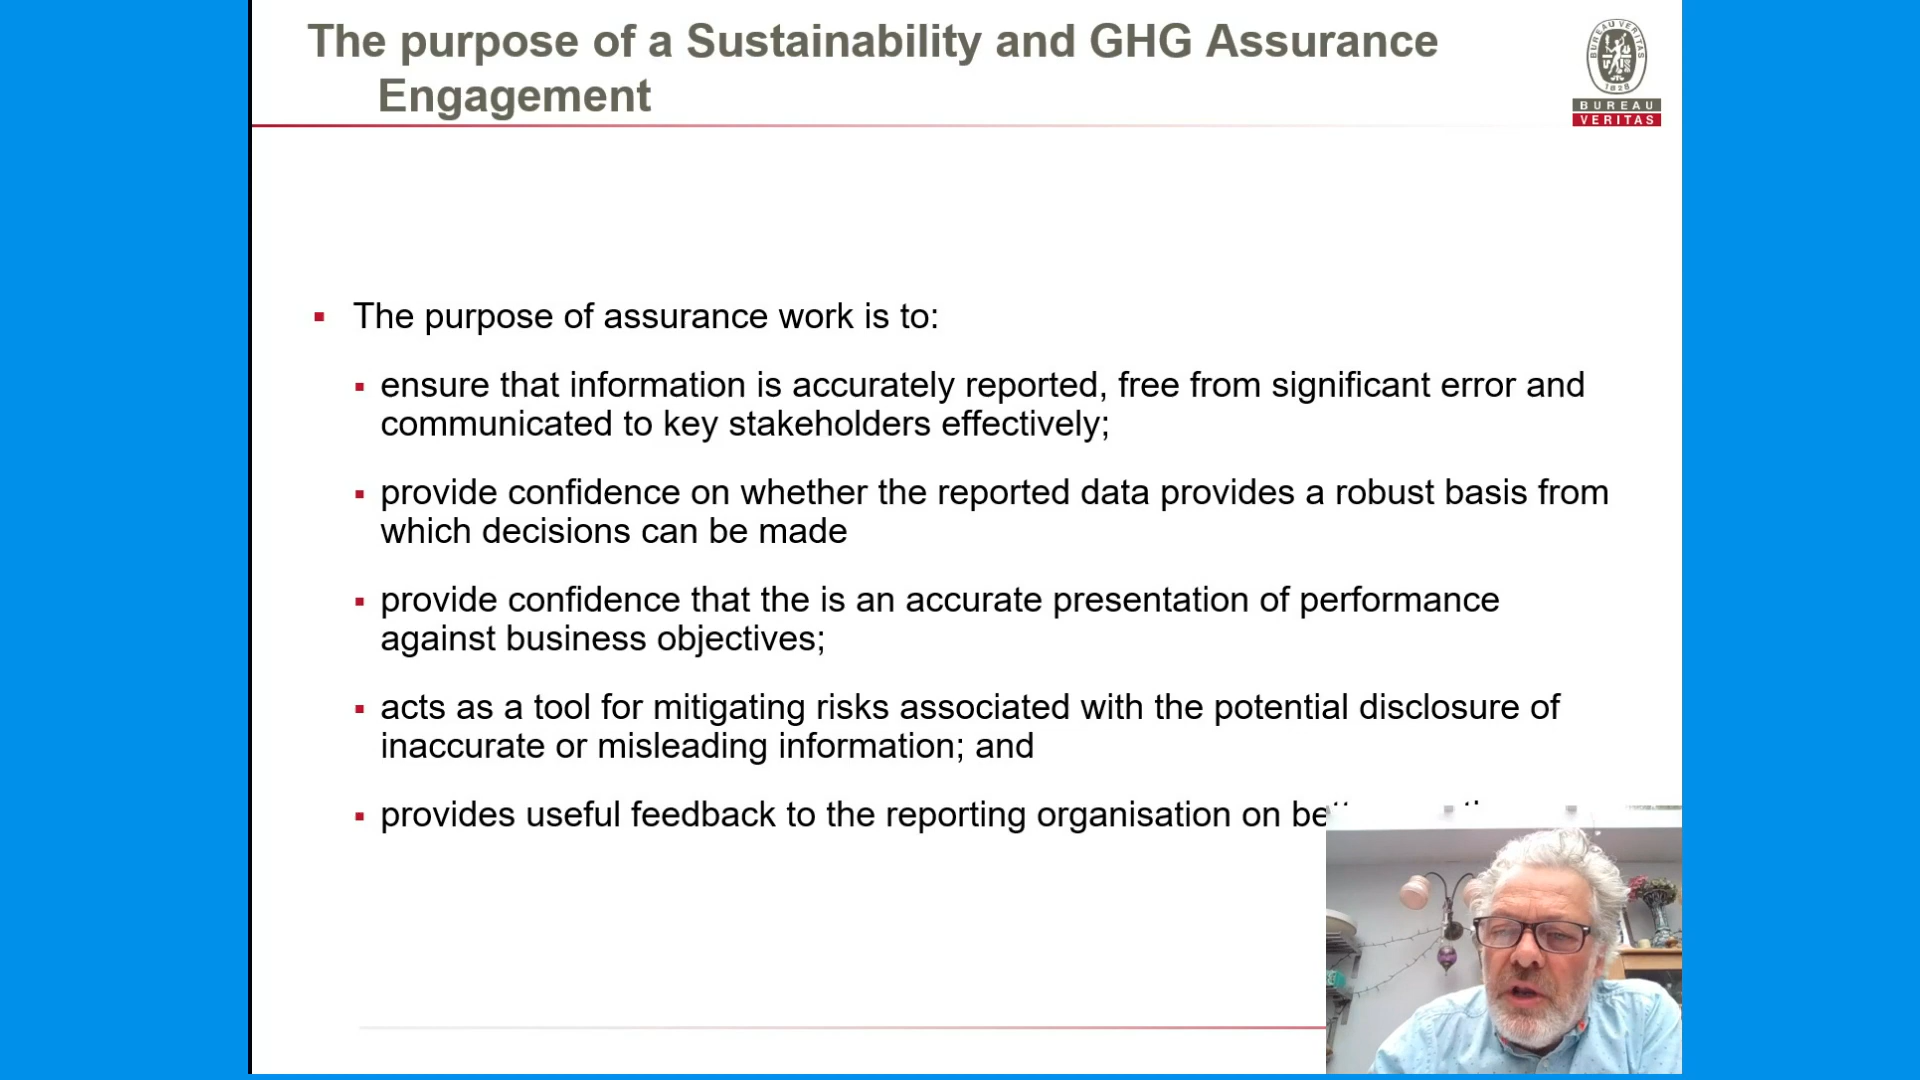 The purpose of a Sustainability and GHG Assurance
Engagement
BUREAU VERITAS
1828
BUREAU
VERITAS
▪ The purpose of assurance work is to:
▪ ensure that information is accurately reported, free from significant error and
communicated to key stakeholders effectively;
▪ provide confidence on whether the reported data provides a robust basis from
which decisions can be made
▪ provide confidence that the is an accurate presentation of performance
against business objectives;
▪ acts as a tool for mitigating risks associated with the potential disclosure of
inaccurate or misleading information; and
▪ provides useful feedback to the reporting organisation on